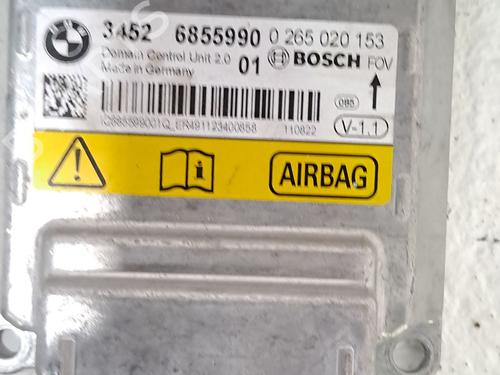 3452 6855990 0 265 020 153
Domain Control Unit 2.0 01 BOSCH FOV
Made in Germany
085
V-1.1
110822
AIRBAG